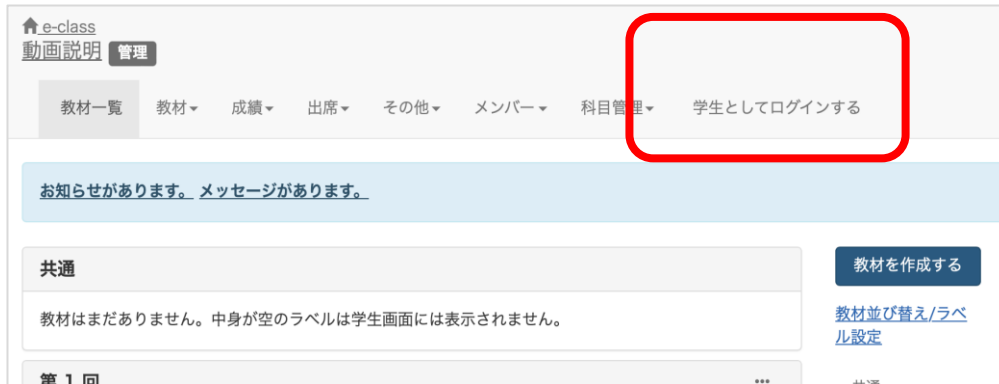 e-class
動画説明 管理
教材一覧 教材 成績 出席 その他 メンバー 科目管理 学生としてログインする
お知らせがあります。 メッセージがあります。
共通
教材はまだありません。中身が空のラベルは学生画面には表示されません。
教材を作成する
教材並び替え/ラベ
ル設定
第 1 回 ...
共通